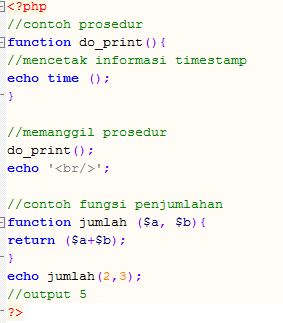 <?php
//contoh prosedur
function do_print(){
//mencetak informasi timestamp
echo time ();
}
//memanggil prosedur
do_print();
echo '<br/>';
//contoh fungsi penjumlahan
function jumlah ($a, $b){
return ($a+$b);
}
echo jumlah(2,3);
//output 5
?>